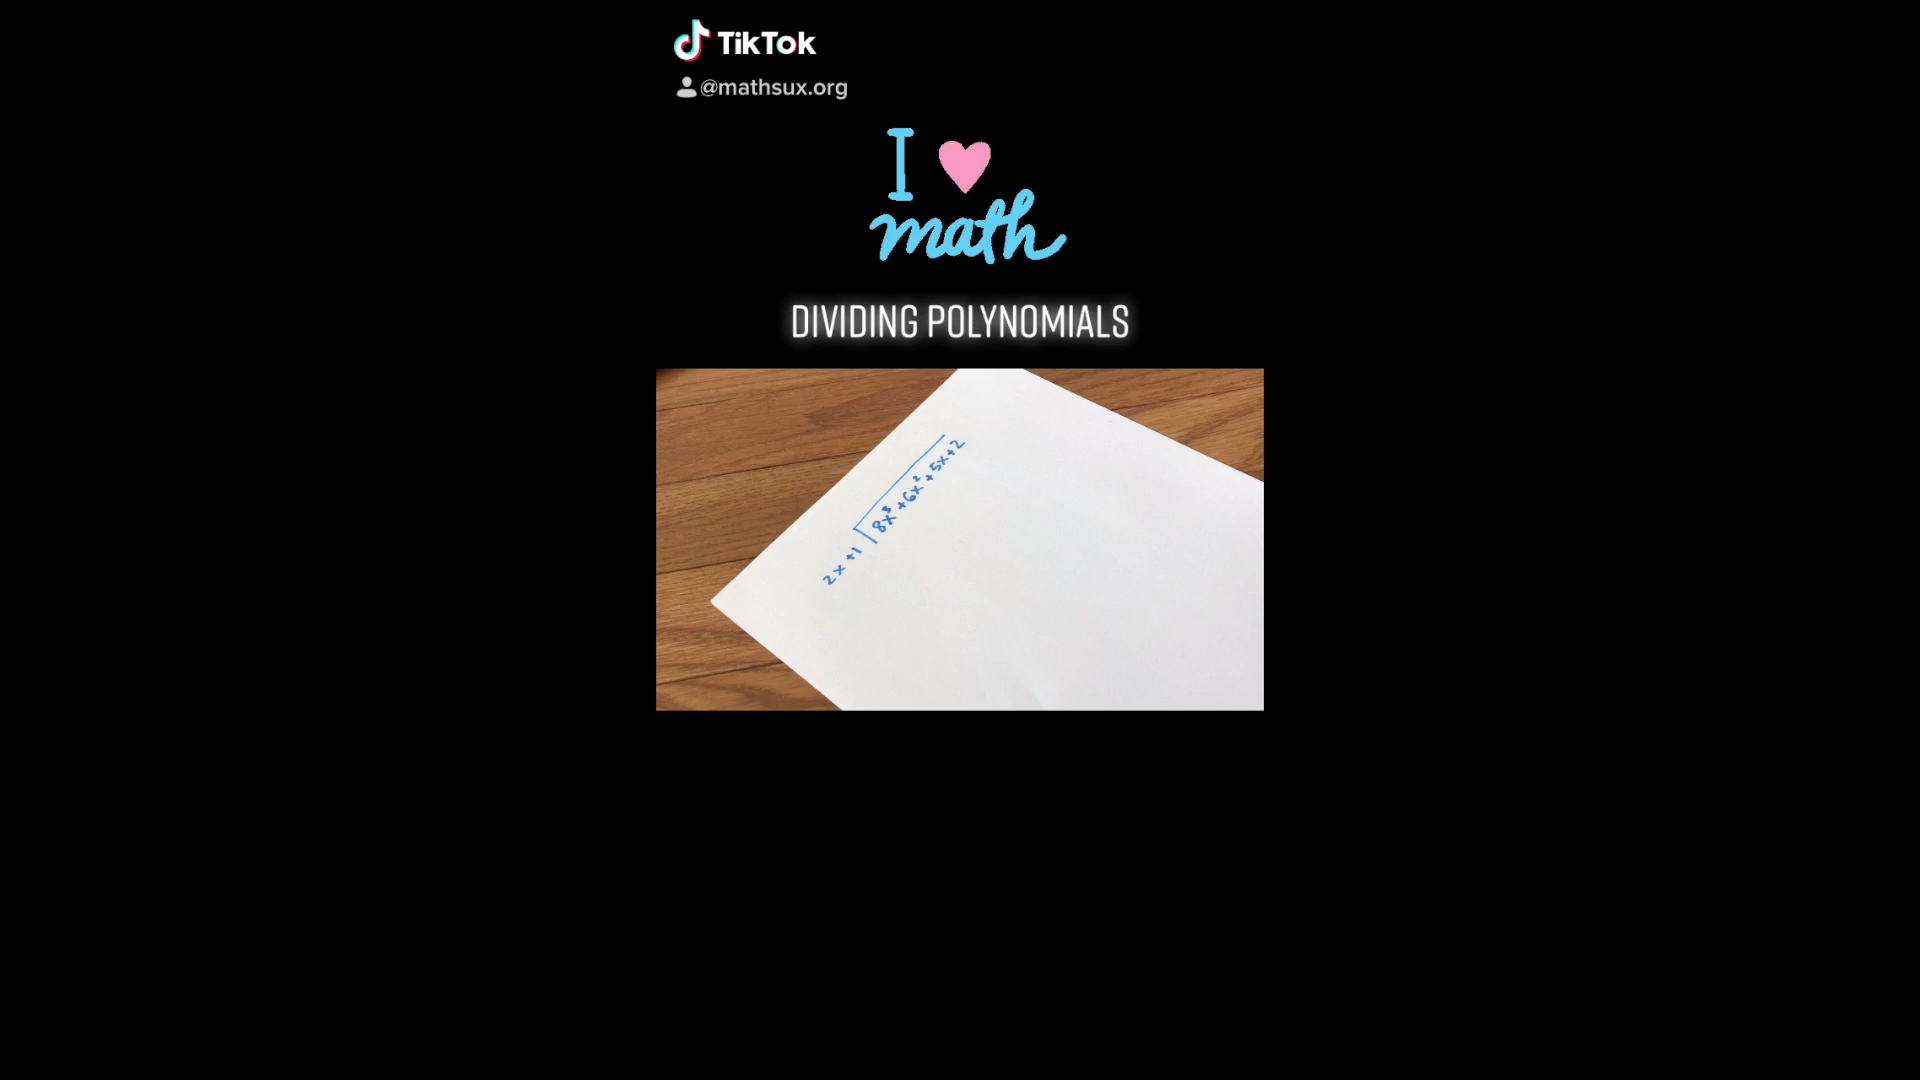 TikTok
@mathsux.org
I
math
DIVIDING POLYNOMIALS
2x+1 8x³+6x²+5x+2